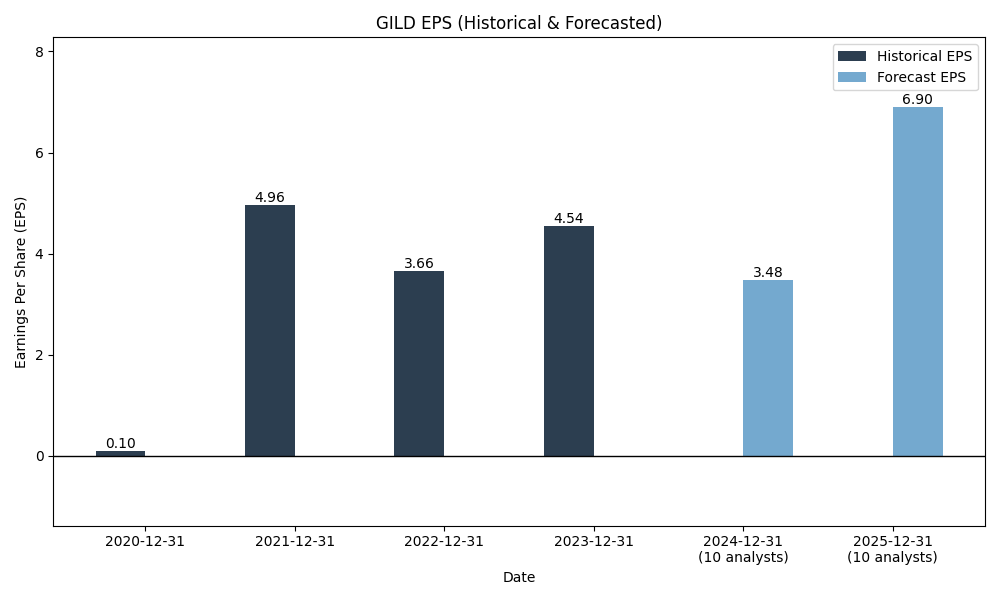 GILD EPS (Historical & Forecasted)
Historical EPS
Forecast EPS
Earnings Per Share (EPS)
8
6
4
2
0
0.10
4.96
3.66
4.54
3.48
6.90
2020-12-31
2021-12-31
2022-12-31
2023-12-31
2024-12-31
(10 analysts)
2025-12-31
(10 analysts)
Date